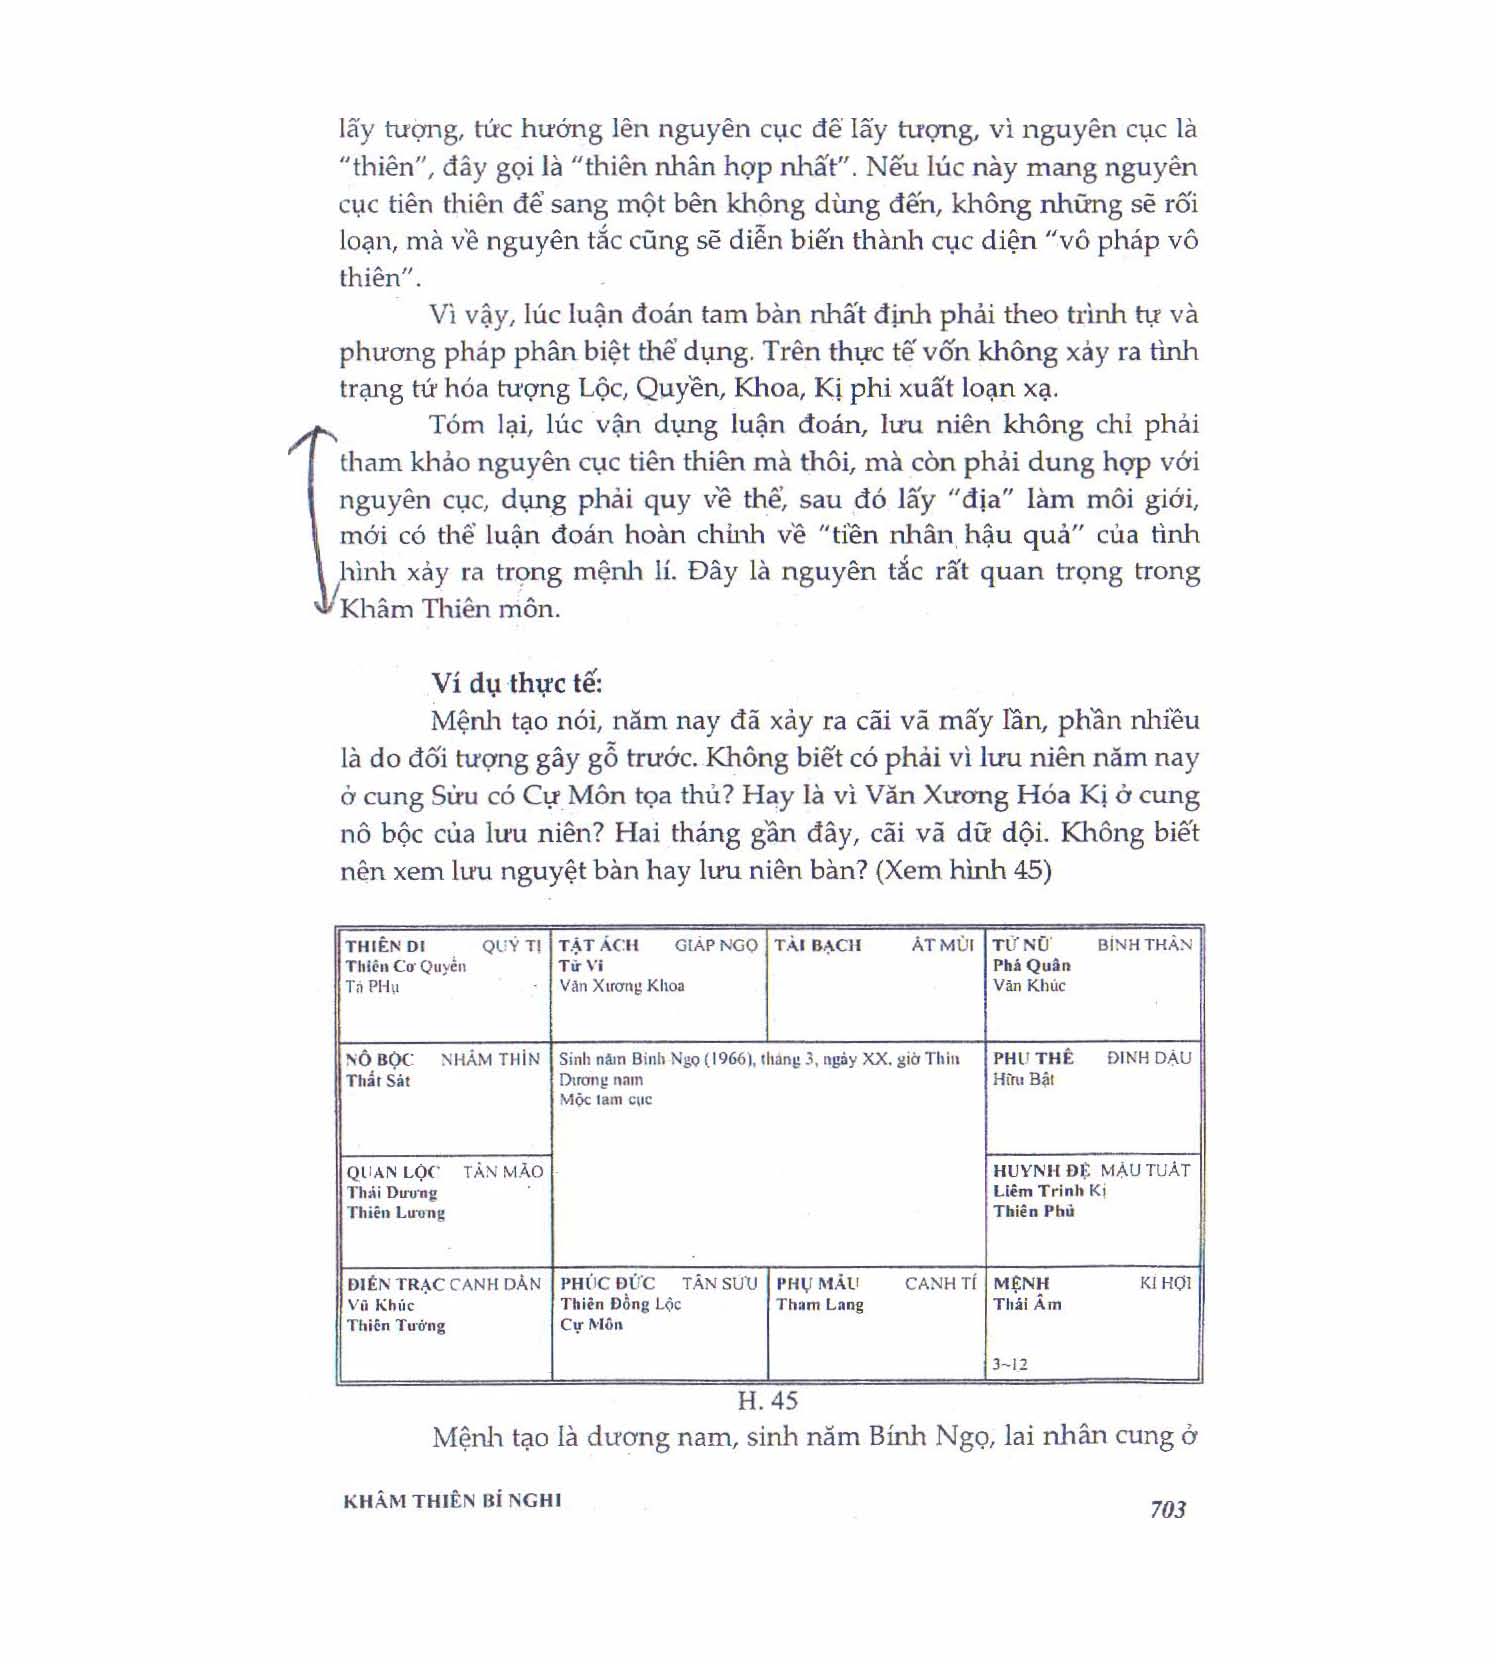 lấy tượng, tức hướng lên nguyên cục để lấy tượng, vì nguyên cục là
"thiên", đây gọi là "thiên nhân hợp nhất". Nếu lúc này mang nguyên
cục tiên thiên để sang một bên không dùng đến, không những sẽ rối
loạn, mà về nguyên tắc cũng sẽ diễn biến thành cục diện "vô pháp vô
thiên".
Vì vậy, lúc luận đoán tam bàn nhất định phải theo trình tự và
phương pháp phân biệt thể dụng. Trên thực tế vốn không xảy ra tình
trạng tứ hóa tượng Lộc, Quyền, Khoa, Kị phi xuất loạn xạ.
Tóm lại, lúc vận dụng luận đoán, lưu niên không chỉ phải
tham khảo nguyên cục tiên thiên mà thôi, mà còn phải dung hợp với
nguyên cục, dụng phải quy về thể, sau đó lấy "địa" làm môi giới,
mới có thể luận đoán hoàn chỉnh về "tiền nhân hậu quả" của tình
hình xảy ra trong mệnh lí. Đây là nguyên tắc rất quan trọng trong
Khâm Thiên môn.
Ví dụ thực tế:
Mệnh tạo nói, năm nay đã xảy ra cãi vã mấy lần, phần nhiều
là do đối tượng gây gỗ trước. Không biết có phải vì lưu niên năm nay
ở cung Sửu có Cự Môn tọa thủ? Hay là vì Văn Xương Hóa Kị ở cung
nô bộc của lưu niên? Hai tháng gần đây, cãi vã dữ dội. Không biết
nên xem lưu nguyệt bàn hay lưu niên bàn? (Xem hình 45)
THIÊN DI QUÝ TỊ
Thiên Cơ Quyền
Tả PHụ
TẬT ÁCH GIÁP NGỌ
Tử Vi
Văn Xương Khoa
TÀI BẠCH ẤT MÙI
TỬ NỮ BÍNH THÂN
Phá Quân
Văn Khúc
NÔ BỘC NHÂM THÌN
Thất Sát
Sinh năm Bính Ngọ (1966), tháng 3, ngày XX, giờ Thìn
Dương nam
Mộc tam cục
PHU THÊ ĐINH DẬU
Hữu Bật
QUAN LỘC TÂN MÃO
Thái Dương
Thiên Lương
HUYNH ĐỆ MẬU TUẤT
Liêm Trinh Kị
Thiên Phủ
ĐIỀN TRẠC CANH DẦN
Vũ Khúc
Thiên Tướng
PHÚC ĐỨC TÂN SỬU
Thiên Đồng Lộc
Cự Môn
PHỤ MẪU CANH TÍ
Tham Lang
MỆNH KỈ HỢI
Thái Âm
3~12
H. 45
Mệnh tạo là dương nam, sinh năm Bính Ngọ, lai nhân cung ở
KHÂM THIÊN BÍ NGHI
703